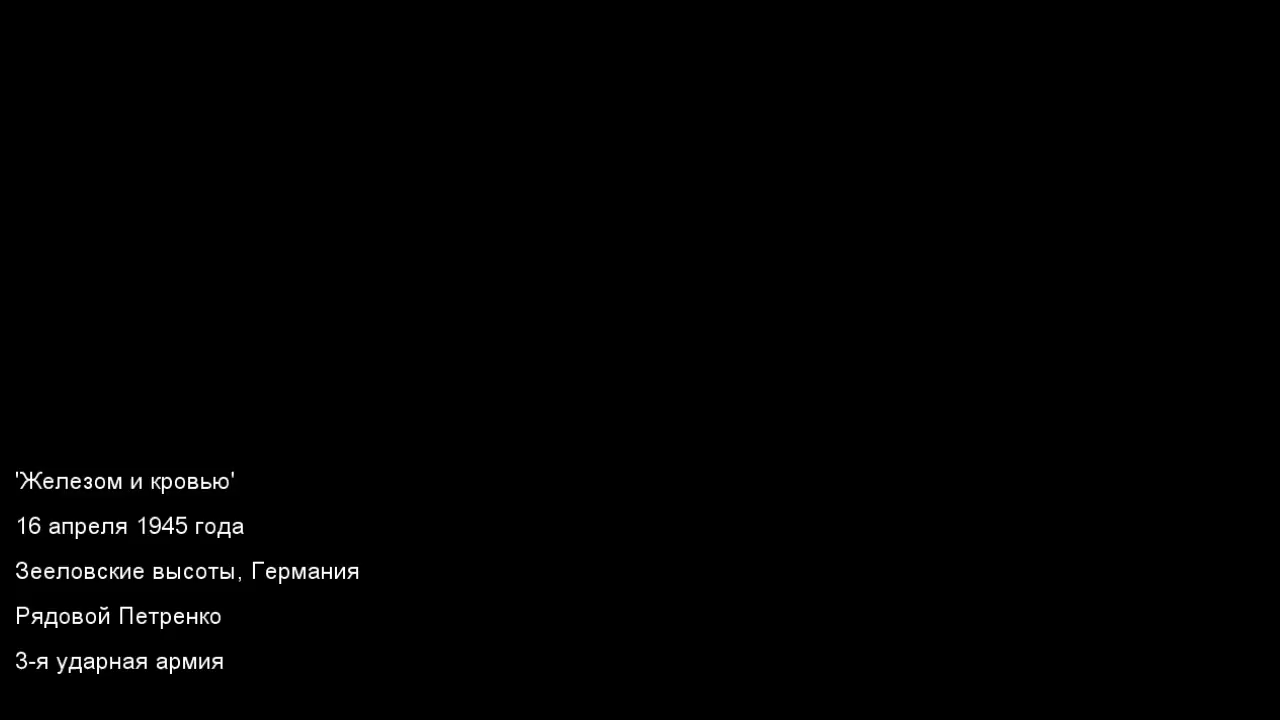 'Железом и кровью'
16 апреля 1945 года
Зееловские высоты, Германия
Рядовой Петренко
3-я ударная армия